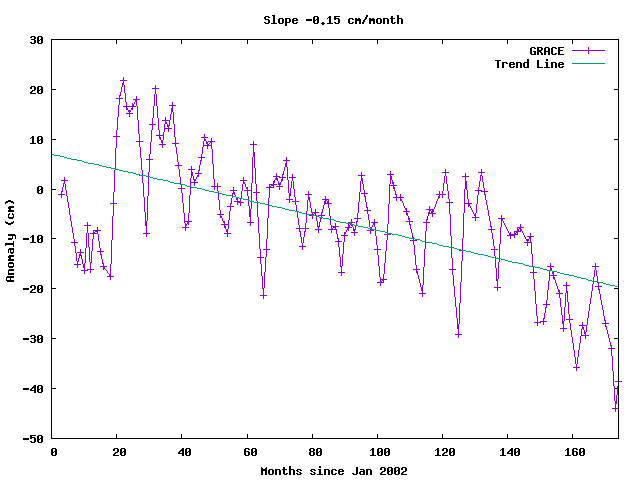 Slope -0.15 cm/month
GRACE
Trend Line
30
20
10
0
-10
-20
-30
-40
-50
Anomaly (cm)
0 20 40 60 80 100 120 140 160
Months since Jan 2002